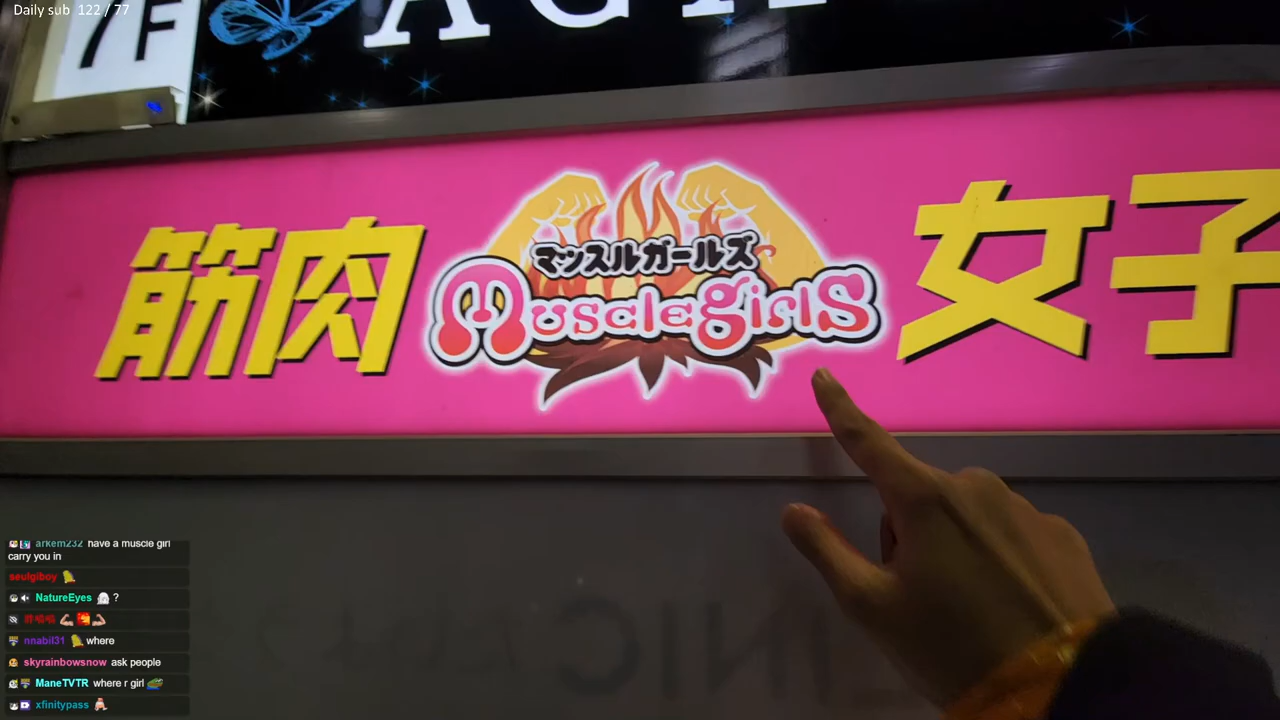 Daily sub 122 / 77
7F
筋肉
マッスルガールズ
Musclegirls
女子
arkem232 have a muscle girl
carry you in
seulgiboy
NatureEyes ?
nnabil31 where
skyrainbowsnow ask people
ManeTVTR where r girl
xfinitypass